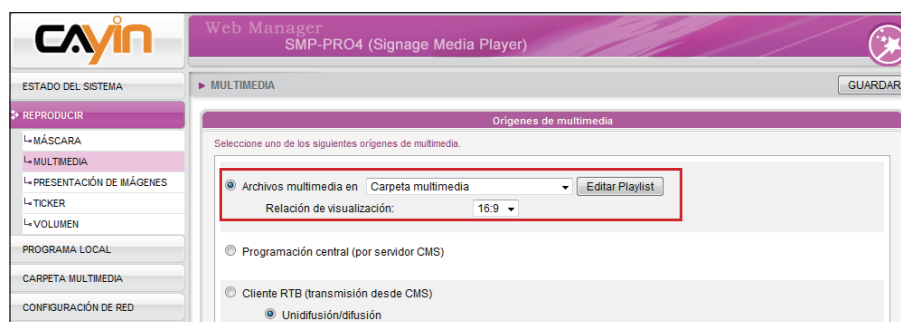 CAYIN
Web Manager
SMP-PRO4 (Signage Media Player)
ESTADO DEL SISTEMA
MULTIMEDIA
GUARDAR
REPRODUCIR
MÁSCARA
MULTIMEDIA
PRESENTACIÓN DE IMÁGENES
TICKER
VOLUMEN
PROGRAMA LOCAL
CARPETA MULTIMEDIA
CONFIGURACIÓN DE RED
Orígenes de multimedia
Seleccione uno de los siguientes orígenes de multimedia.
Archivos multimedia en Carpeta multimedia Editar Playlist
Relación de visualización: 16:9
Programación central (por servidor CMS)
Cliente RTB (transmisión desde CMS)
Unidifusión/difusión